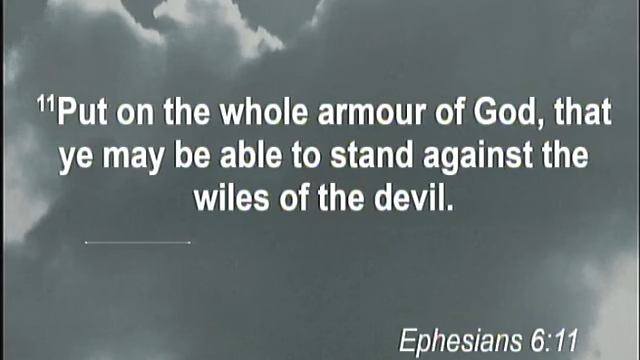 ¹¹Put on the whole armour of God, that
ye may be able to stand against the
wiles of the devil.
Ephesians 6:11